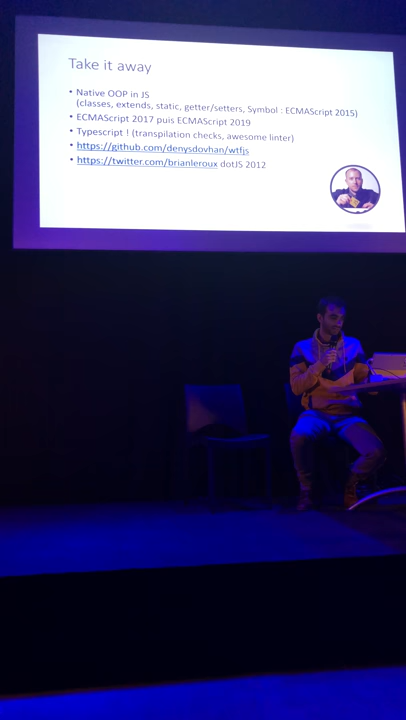 Take it away
• Native OOP in JS
(classes, extends, static, getter/setters, Symbol : ECMAScript 2015)
• ECMAScript 2017 puis ECMAScript 2019
• Typescript ! (transpilation checks, awesome linter)
• https://github.com/denysdovhan/wtfjs
• https://twitter.com/brianleroux dotJS 2012